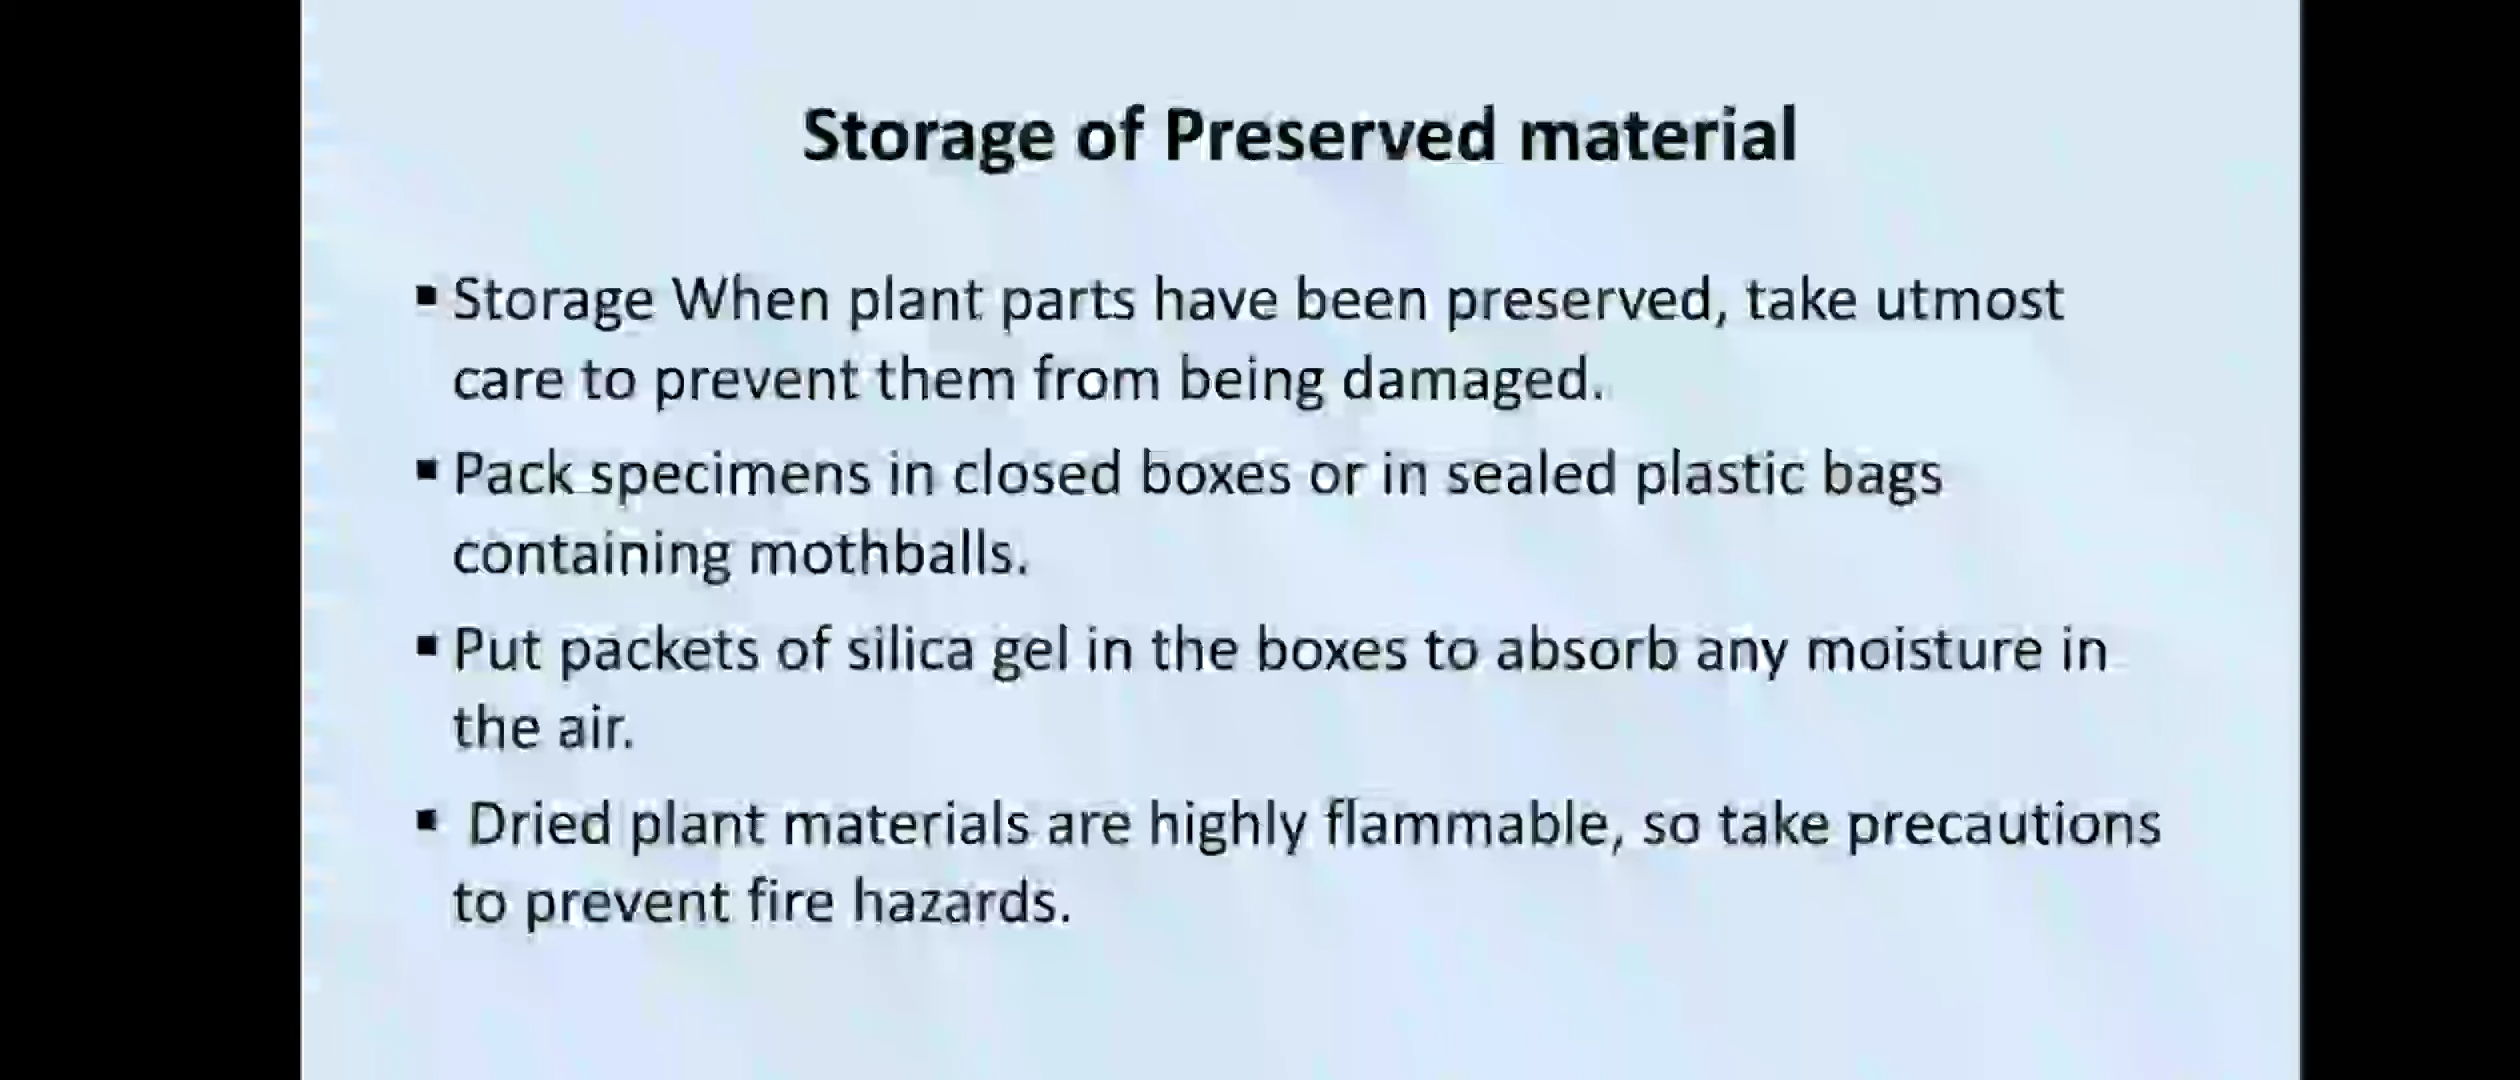 Storage of Preserved material
▪ Storage When plant parts have been preserved, take utmost
care to prevent them from being damaged.
▪ Pack specimens in closed boxes or in sealed plastic bags
containing mothballs.
▪ Put packets of silica gel in the boxes to absorb any moisture in
the air.
▪ Dried plant materials are highly flammable, so take precautions
to prevent fire hazards.